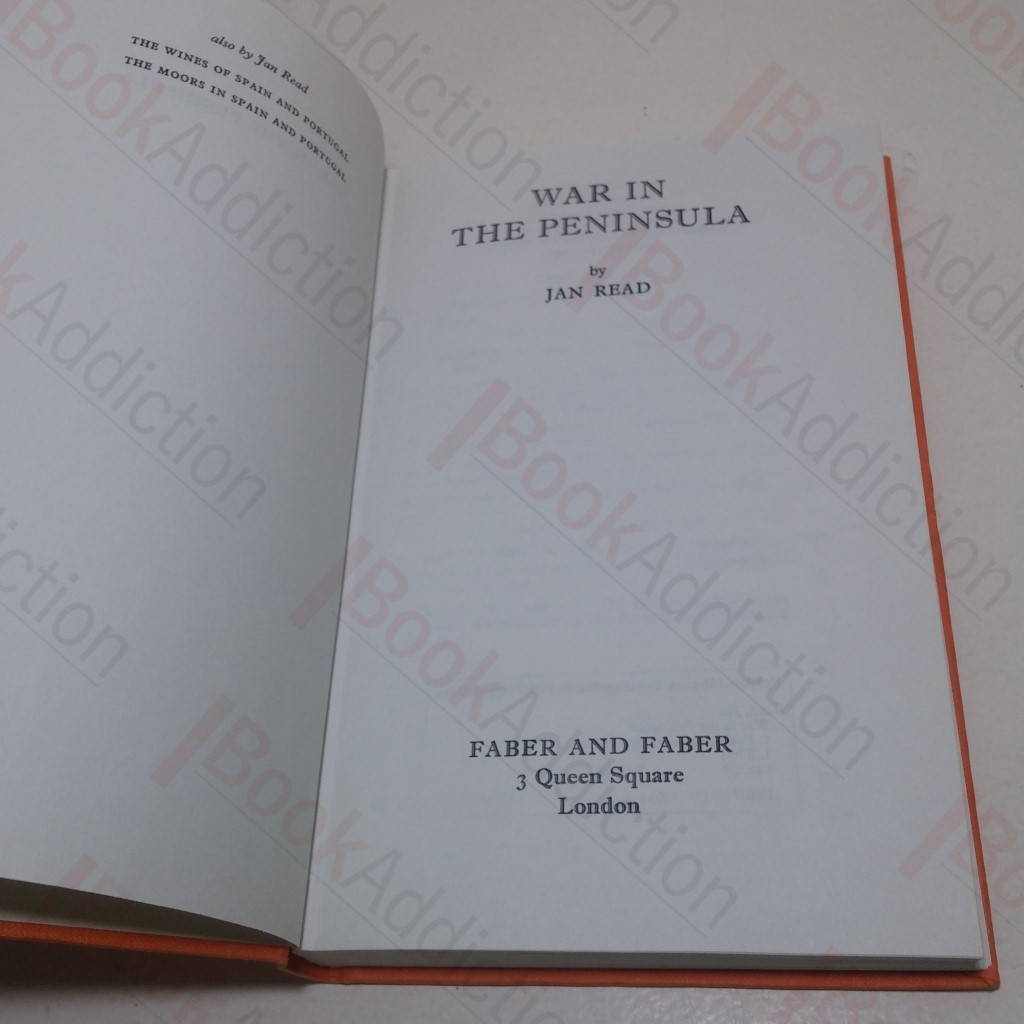 also by Jan Read
THE WINES OF SPAIN AND PORTUGAL
THE MOORS IN SPAIN AND PORTUGAL
WAR IN
THE PENINSULA
by
JAN READ
FABER AND FABER
3 Queen Square
London
BookAddiction